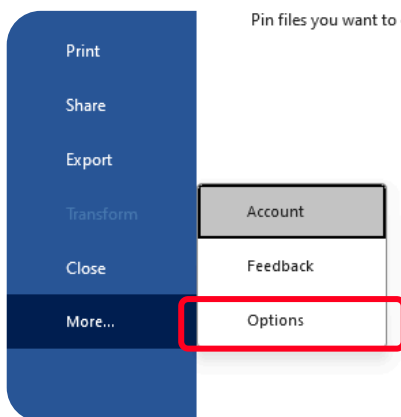 Pin files you want to
Print
Share
Export
Transform
Account
Close
Feedback
More...
Options